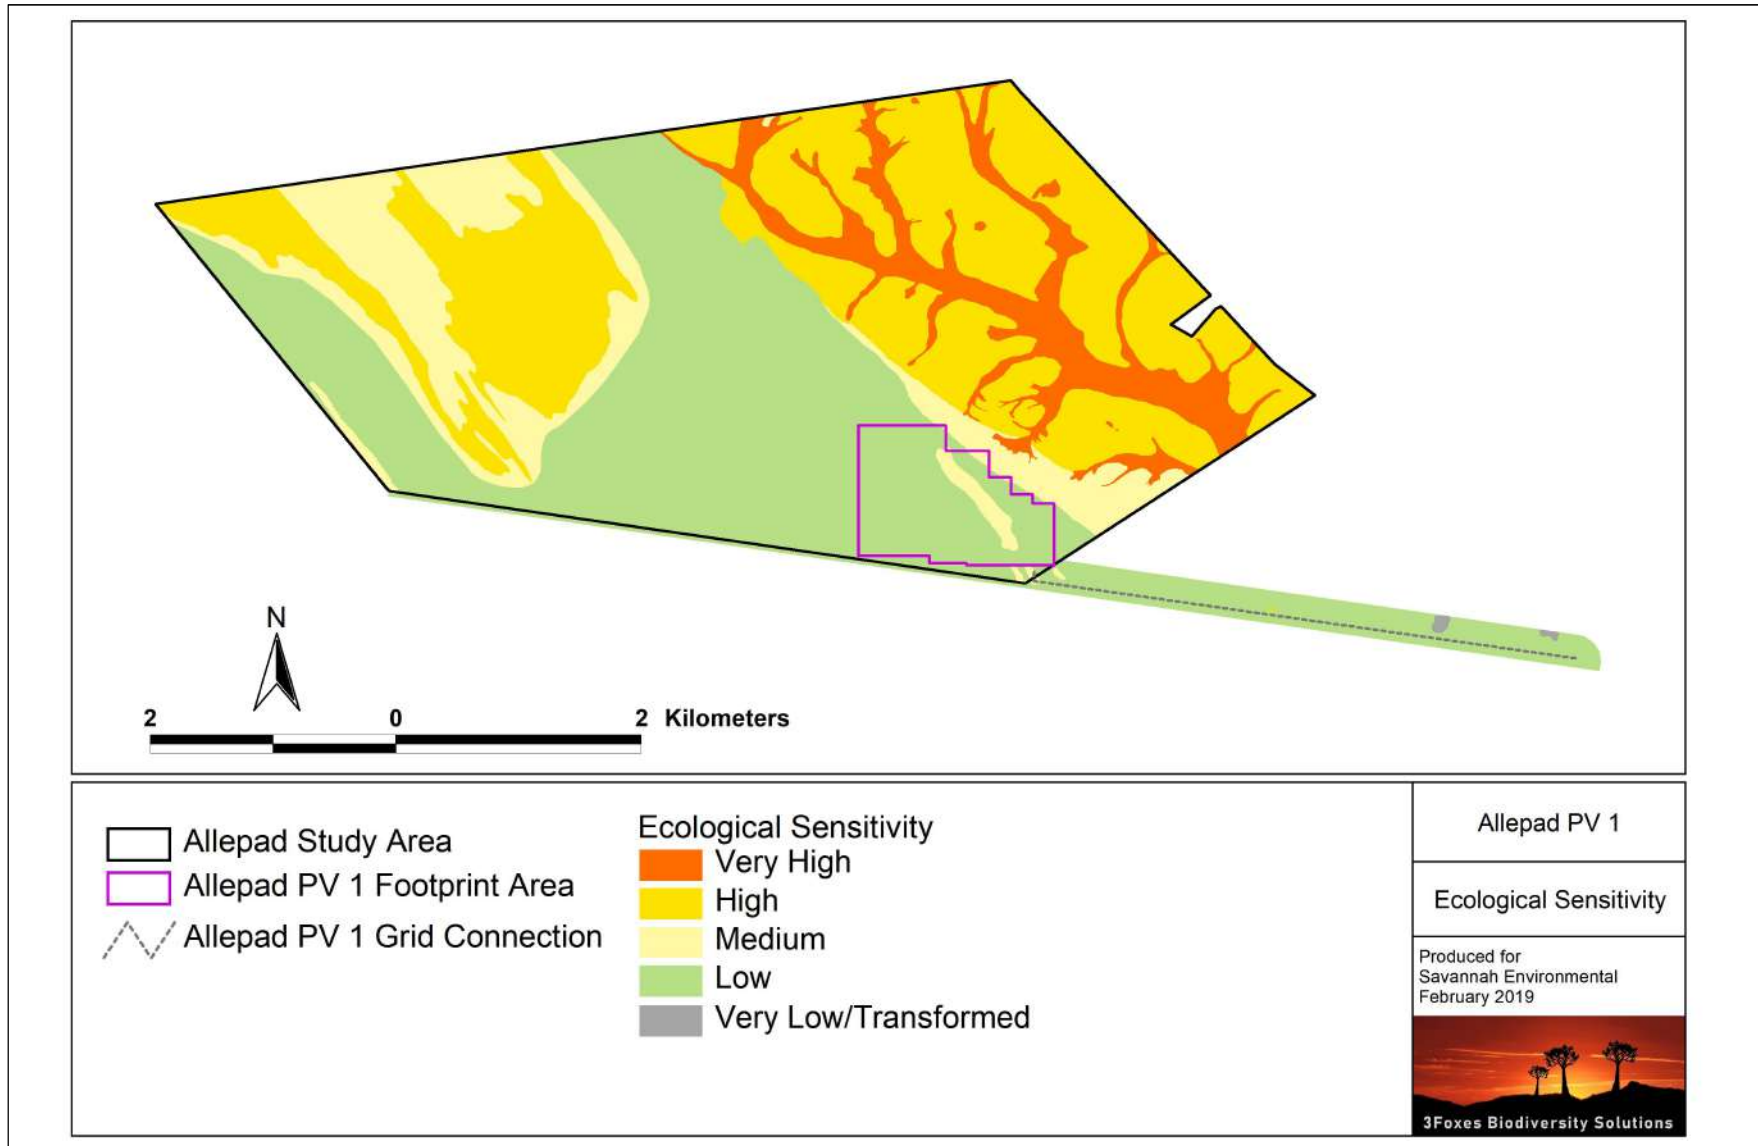 N
2 0 2 Kilometers
Allepad Study Area
Allepad PV 1 Footprint Area
Allepad PV 1 Grid Connection
Ecological Sensitivity
Very High
High
Medium
Low
Very Low/Transformed
Allepad PV 1
Ecological Sensitivity
Produced for
Savannah Environmental
February 2019
3Foxes Biodiversity Solutions